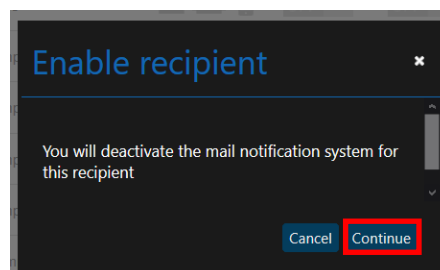 Enable recipient
You will deactivate the mail notification system for
this recipient
Cancel Continue